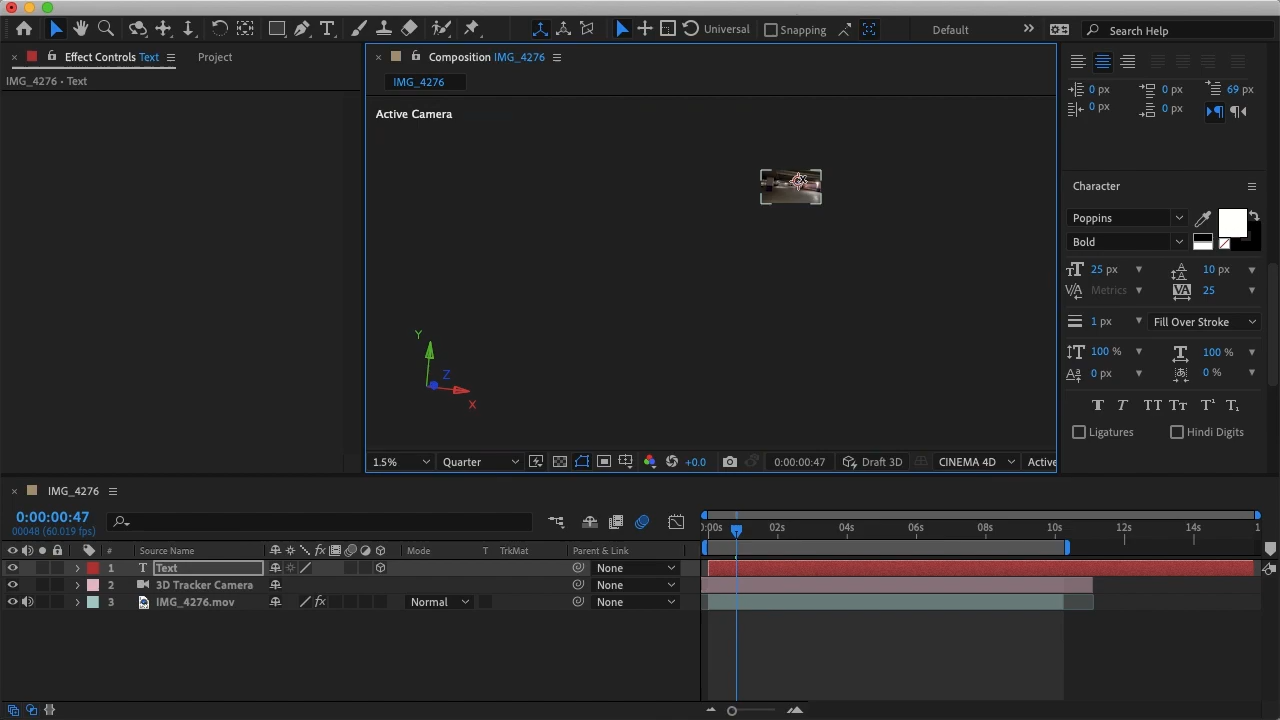 Universal
Snapping
Default
Search Help
Effect Controls Text
Project
IMG_4276 • Text
Composition IMG_4276
IMG_4276
Active Camera
Y
Z
X
1.5%
Quarter
+0.0
0:00:00:47
Draft 3D
CINEMA 4D
Active
0 px
0 px
69 px
0 px
0 px
Character
Poppins
Bold
25 px
10 px
Metrics
25
1 px
Fill Over Stroke
100 %
100 %
0 px
0 %
Ligatures
Hindi Digits
IMG_4276
0:00:00:47
00048 (60.019 fps)
:00s 02s 04s 06s 08s 10s 12s 14s 1
# Source Name fx Mode T TrkMat Parent & Link
1 T Text None
2 3D Tracker Camera None
3 IMG_4276.mov fx Normal None